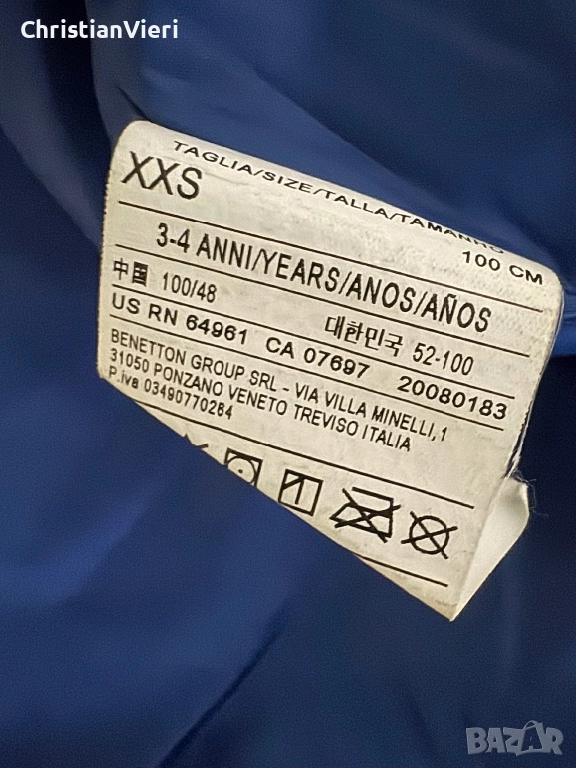 ChristianVieri
TAGLIA/SIZE/TALLA/TAMANHO
XXS
100 CM
3-4 ANNI/YEARS/ANOS/AÑOS
中国 100/48 대한민국 52-100
US RN 64961 CA 07697 20080183
BENETTON GROUP SRL - VIA VILLA MINELLI,1
31050 PONZANO VENETO TREVISO ITALIA
P.iva 03490770264
BAZAR